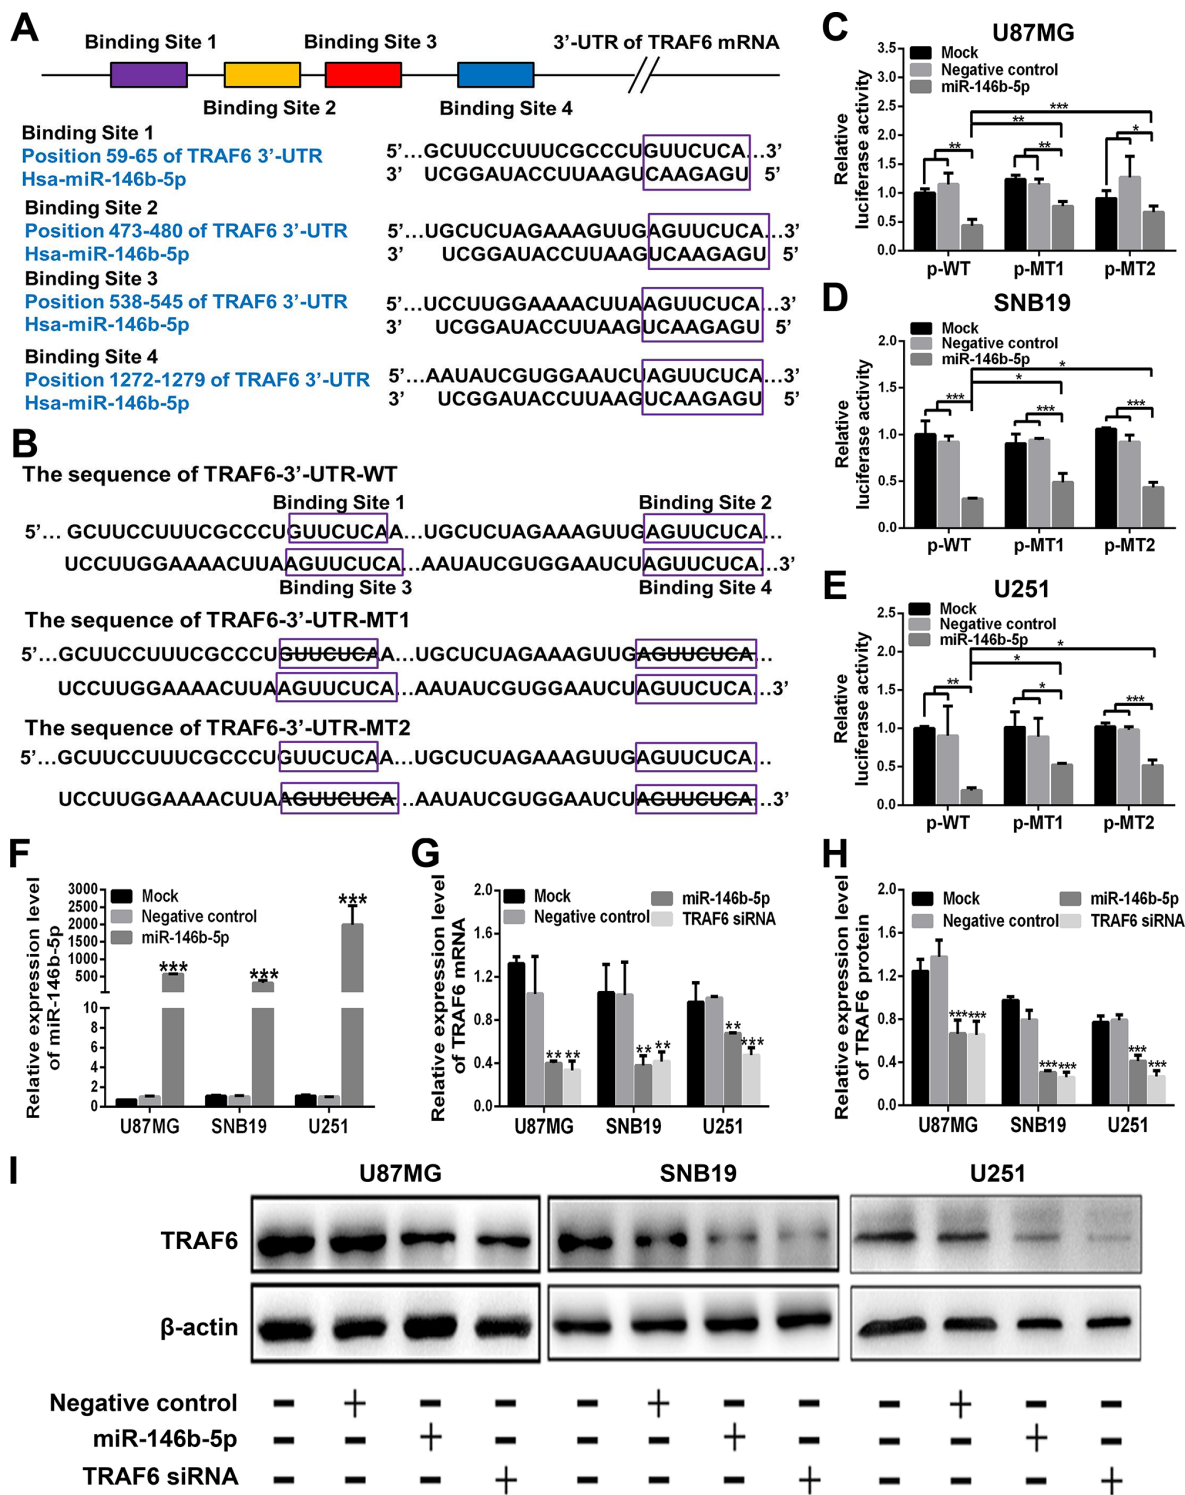 A
Binding Site 1
Binding Site 3
3’-UTR of TRAF6 mRNA
Binding Site 2
Binding Site 4
Binding Site 1
Position 59-65 of TRAF6 3’-UTR
Hsa-miR-146b-5p
5’...GCUUCCUUUCGCCCUGUUCUCA...3’
3’ UCGGAUACCUUAAGUCAAGAGU 5’
Binding Site 2
Position 473-480 of TRAF6 3’-UTR
Hsa-miR-146b-5p
5’...UGCUCUAGAAAGUUGAGUUCUCA...3’
UCGGAUACCUUAAGUCAAGAGU 5’
Binding Site 3
Position 538-545 of TRAF6 3’-UTR
Hsa-miR-146b-5p
5’...UCCUUGGAAAACUUAAGUUCUCA...3’
3’ UCGGAUACCUUAAGUCAAGAGU 5’
Binding Site 4
Position 1272-1279 of TRAF6 3’-UTR
Hsa-miR-146b-5p
5’...AAUAUCGUGGAAUCUAGUUCUCA...3’
3’ UCGGAUACCUUAAGUCAAGAGU 5’
B
The sequence of TRAF6-3’-UTR-WT
Binding Site 1
Binding Site 2
5’... GCUUCCUUUCGCCCUGUUCUCAA...UGCUCUAGAAAGUUGAGUUCUCA...
UCCUUGGAAAACUUAAGUUCUCA...AAUAUCGUGGAAUCUAGUUCUCA...3’
Binding Site 3
Binding Site 4
The sequence of TRAF6-3’-UTR-MT1
5’...GCUUCCUUUCGCCCUGUUCUCAA...UGCUCUAGAAAGUUGAGUUCUCA...
UCCUUGGAAAACUUAAGUUCUCA...AAUAUCGUGGAAUCUAGUUCUCA...3’
The sequence of TRAF6-3’-UTR-MT2
5’...GCUUCCUUUCGCCCUGUUCUCAA...UGCUCUAGAAAGUUGAGUUCUCA...
UCCUUGGAAAACUUAAGUUCUCA...AAUAUCGUGGAAUCUAGUUCUCA...3’
C
U87MG
Relative
luciferase activity
3.5
3.0
2.5
2.0
1.5
1.0
0.5
0.0
Mock
Negative control
miR-146b-5p
***
**
**
**
*
p-WT
p-MT1
p-MT2
D
SNB19
Relative
luciferase activity
2.0
1.5
1.0
0.5
0.0
Mock
Negative control
miR-146b-5p
*
*
***
***
***
p-WT
p-MT1
p-MT2
E
U251
Relative
luciferase activity
2.5
2.0
1.5
1.0
0.5
0.0
Mock
Negative control
miR-146b-5p
*
*
**
*
***
p-WT
p-MT1
p-MT2
F
Relative expression level
of miR-146b-5p
3000
2500
2000
1500
1000
500
10
8
6
4
2
0
Mock
Negative control
miR-146b-5p
***
***
***
U87MG
SNB19
U251
G
Relative expression level
of TRAF6 mRNA
2.0
1.6
1.2
0.8
0.4
0.0
Mock
Negative control
miR-146b-5p
TRAF6 siRNA
** **
** **
** ***
U87MG
SNB19
U251
H
Relative expression level
of TRAF6 protein
2.0
1.6
1.2
0.8
0.4
0.0
Mock
Negative control
miR-146b-5p
TRAF6 siRNA
*** ***
*** ***
*** ***
U87MG
SNB19
U251
I
U87MG
SNB19
U251
TRAF6
β-actin
Negative control - + - - - + - - - + - -
miR-146b-5p - - + - - - + - - - + -
TRAF6 siRNA - - - + - - - + - - - +